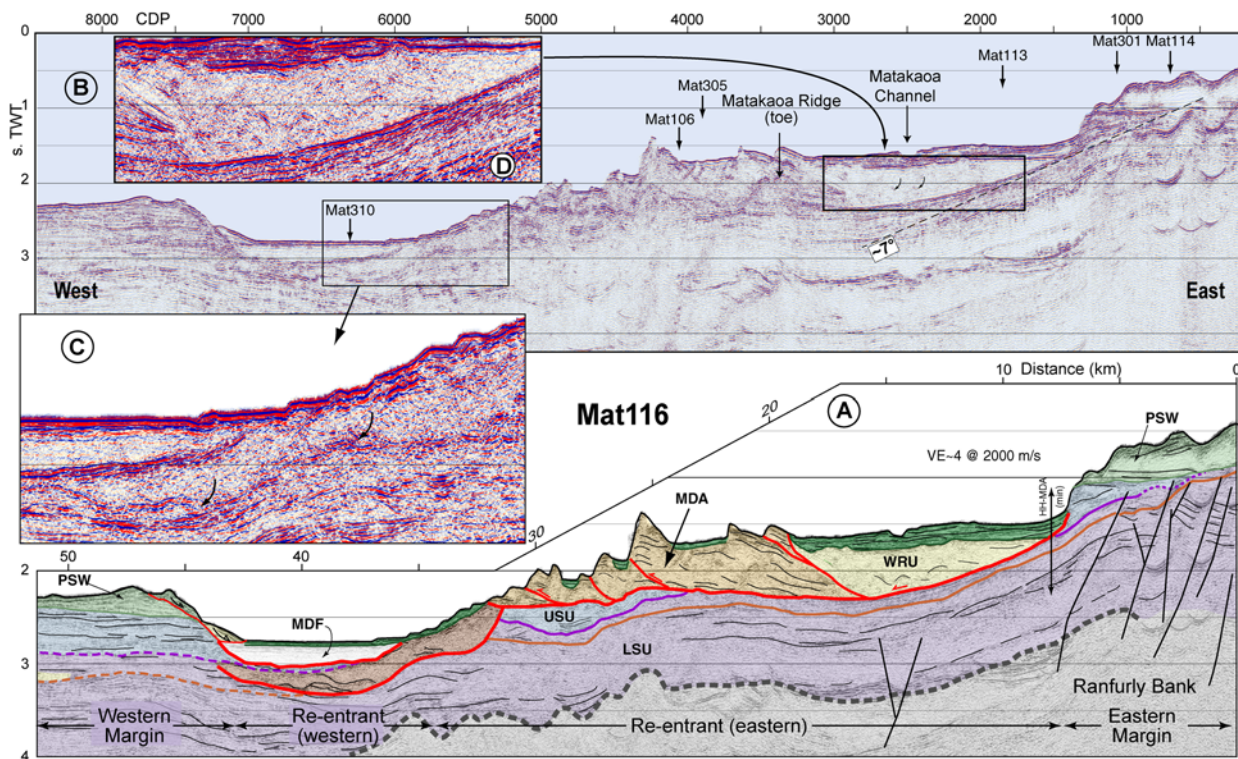 0 8000 CDP 7000 6000 5000 4000 3000 2000 1000
B
D
Mat301 Mat114
Mat113
Matakaoa
Channel
Mat305
Mat106
Matakaoa Ridge
(toe)
s. TWT
1
2
3
Mat310
~7°
West
East
C
Mat116
A
10 Distance (km) 0
20
30
50 40
PSW
VE~4 @ 2000 m/s
HH-MDA
(min)
MDA
WRU
2
PSW
MDF
USU
LSU
3
4
Western
Margin
Re-entrant
(western)
Re-entrant (eastern)
Ranfurly Bank
Eastern
Margin